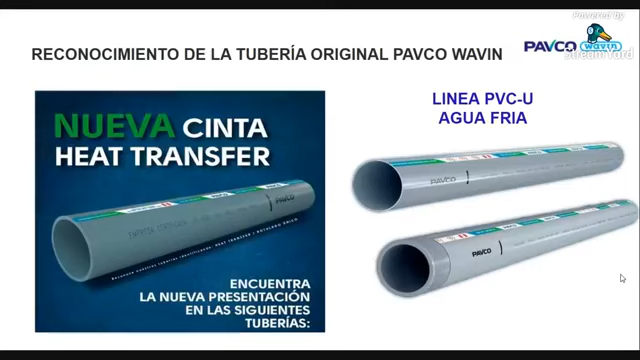 Powered by
StreamYard
RECONOCIMIENTO DE LA TUBERÍA ORIGINAL PAVCO WAVIN
PAVCO wavin
NUEVA CINTA
HEAT TRANSFER
ENCUENTRA
LA NUEVA PRESENTACIÓN
EN LAS SIGUIENTES
TUBERÍAS:
LINEA PVC-U
AGUA FRIA
PAVCO
PAVCO